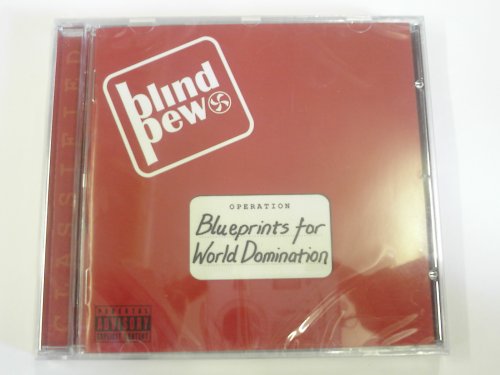 blind
pew
OPERATION
Blueprints for
World Domination
PARENTAL
ADVISORY
EXPLICIT CONTENT
CLASSIFIED